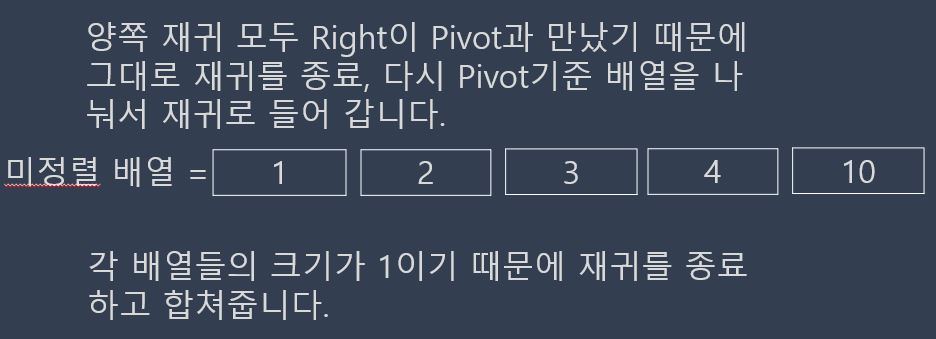 양쪽 재귀 모두 Right이 Pivot과 만났기 때문에
그대로 재귀를 종료, 다시 Pivot기준 배열을 나
눠서 재귀로 들어 갑니다.
미정렬 배열 = 1 2 3 4 10
각 배열들의 크기가 1이기 때문에 재귀를 종료
하고 합쳐줍니다.